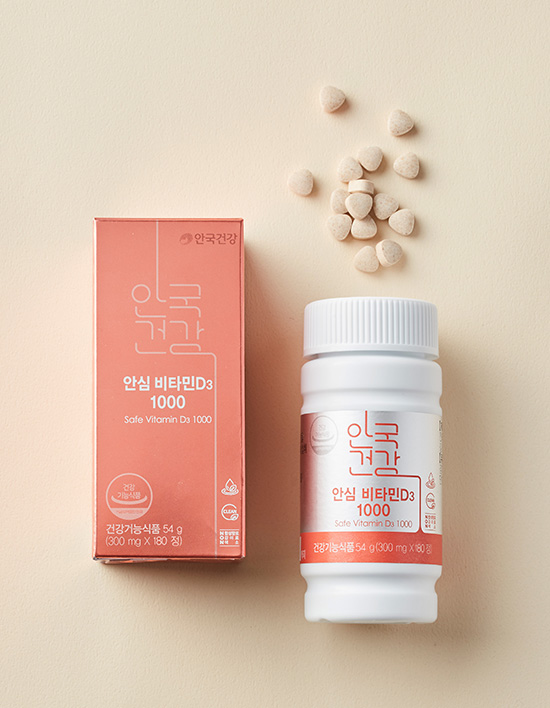 안국건강
안국
건강
안심 비타민D3
1000
Safe Vitamin D3 1000
건강
기능식품
CLEAN
건강기능식품 54 g
(300 mg X 180 정)
안국
건강
안심 비타민D3
1000
Safe Vitamin D3 1000
건강기능식품 54 g (300 mg X 180 정)